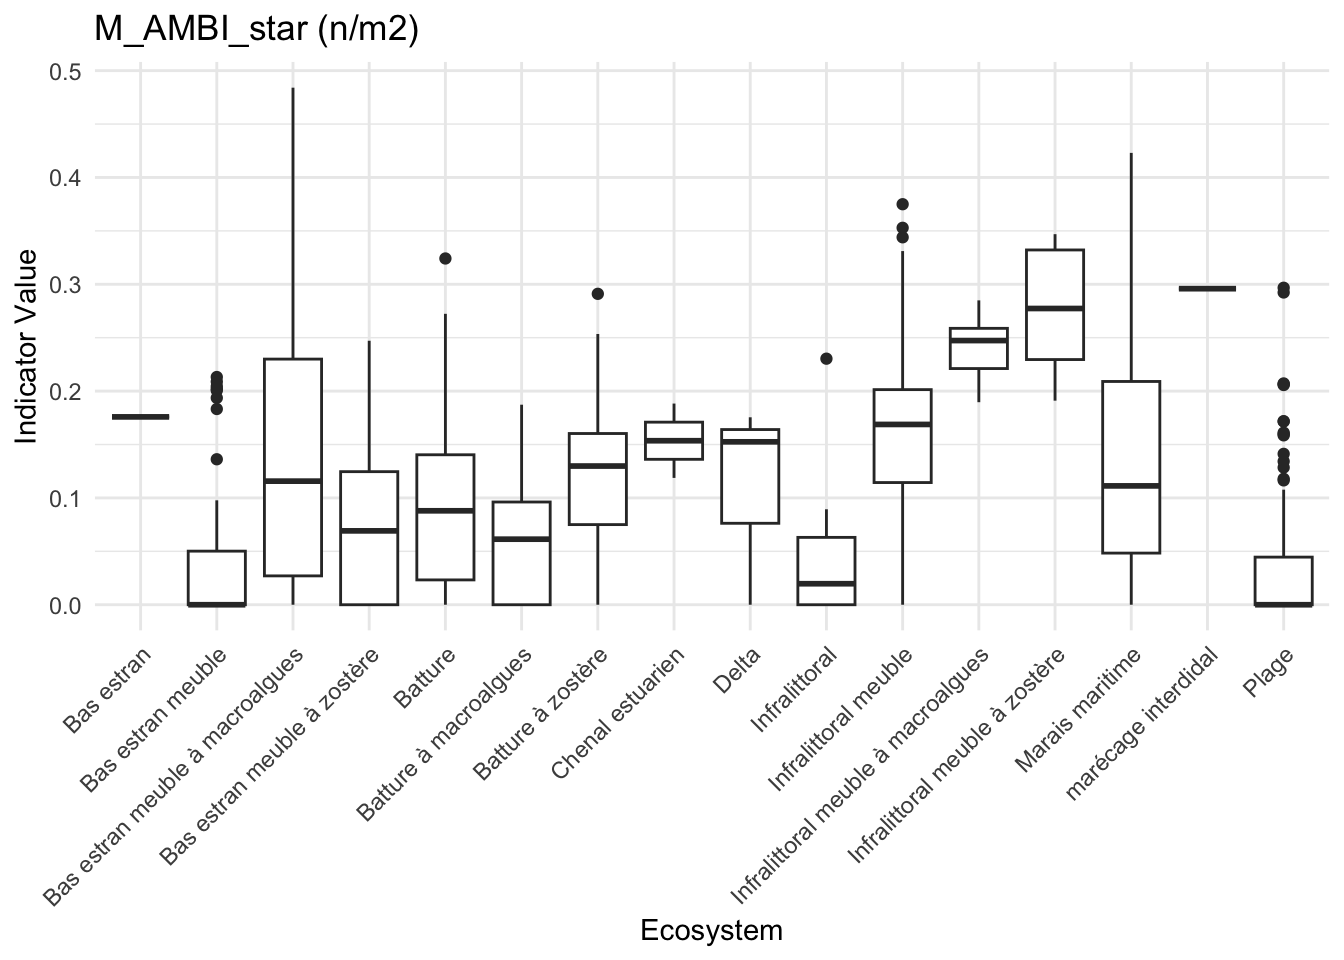 M_AMBI_star (n/m2)
Indicator Value
0.5
0.4
0.3
0.2
0.1
0.0
Bas estran
Bas estran meuble
Bas estran meuble à macroalgues
Bas estran meuble à zostère
Batture
Batture à macroalgues
Batture à zostère
Chenal estuarien
Delta
Infralittoral
Infralittoral meuble
Infralittoral meuble à macroalgues
Infralittoral meuble à zostère
Marais maritime
marécage interdidal
Plage
Ecosystem